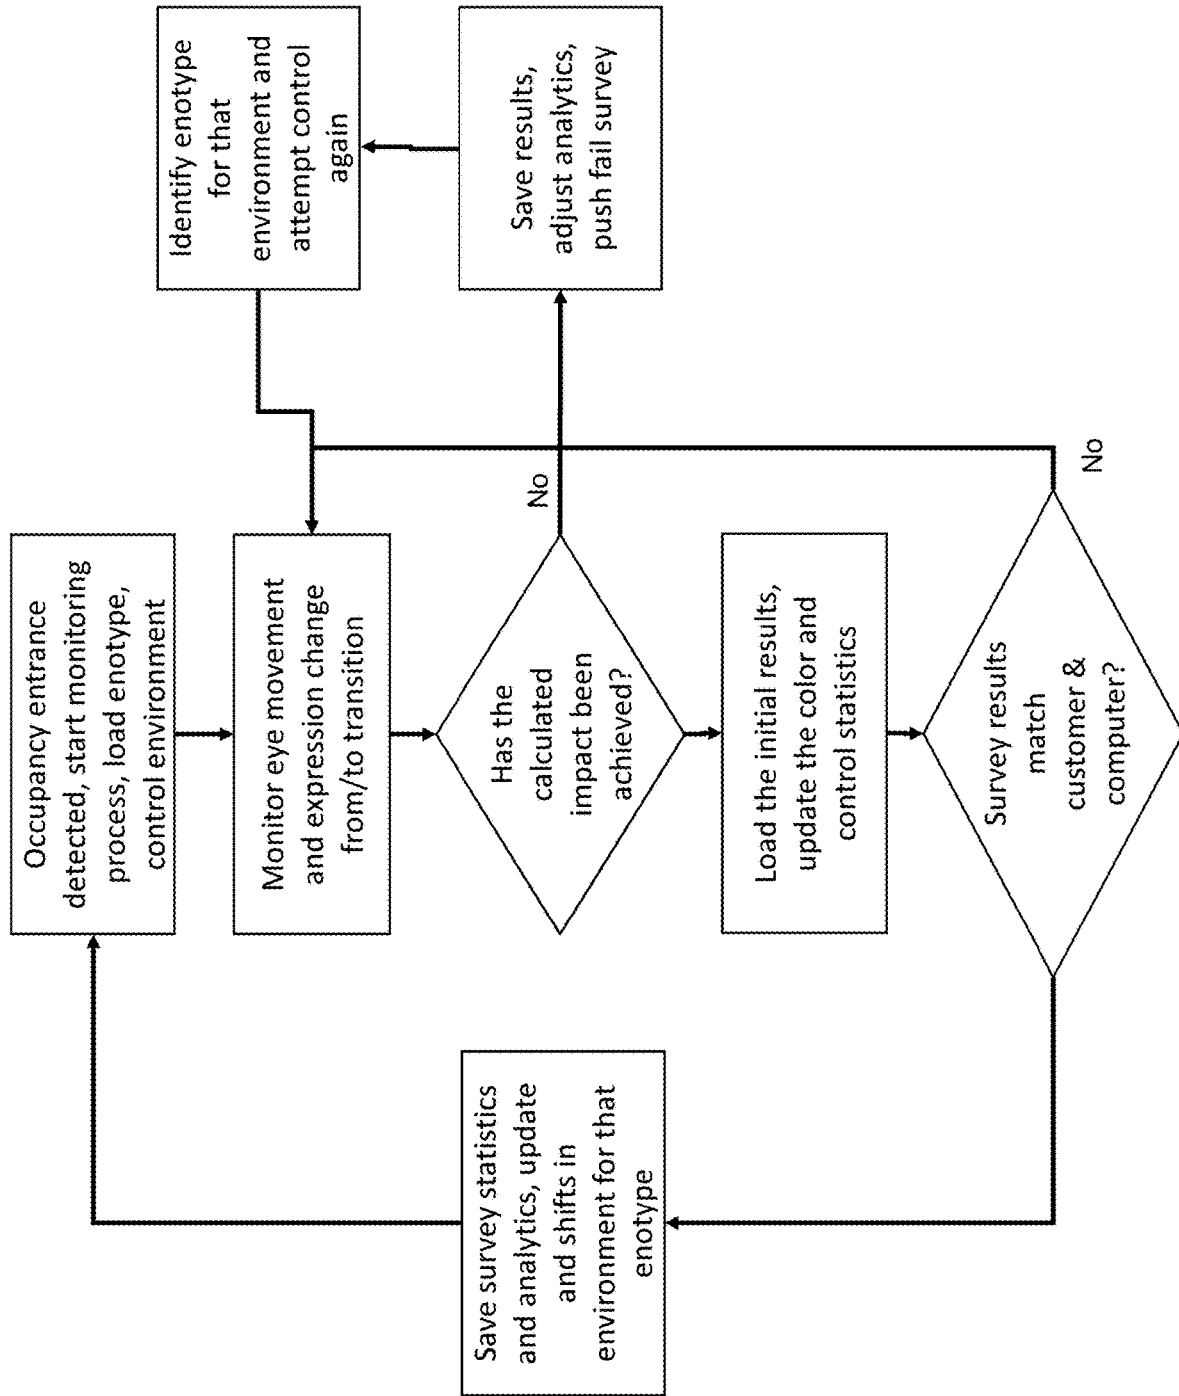 Occupancy entrance
detected, start monitoring
process, load enotype,
control environment
Monitor eye movement
and expression change
from/to transition
Has the
calculated
impact been
achieved?
No
Save results,
adjust analytics,
push fail survey
Identify enotype
for that
environment and
attempt control
again
Load the initial results,
update the color and
control statistics
Survey results
match
customer &
computer?
No
Save survey statistics
and analytics, update
and shifts in
environment for that
enotype